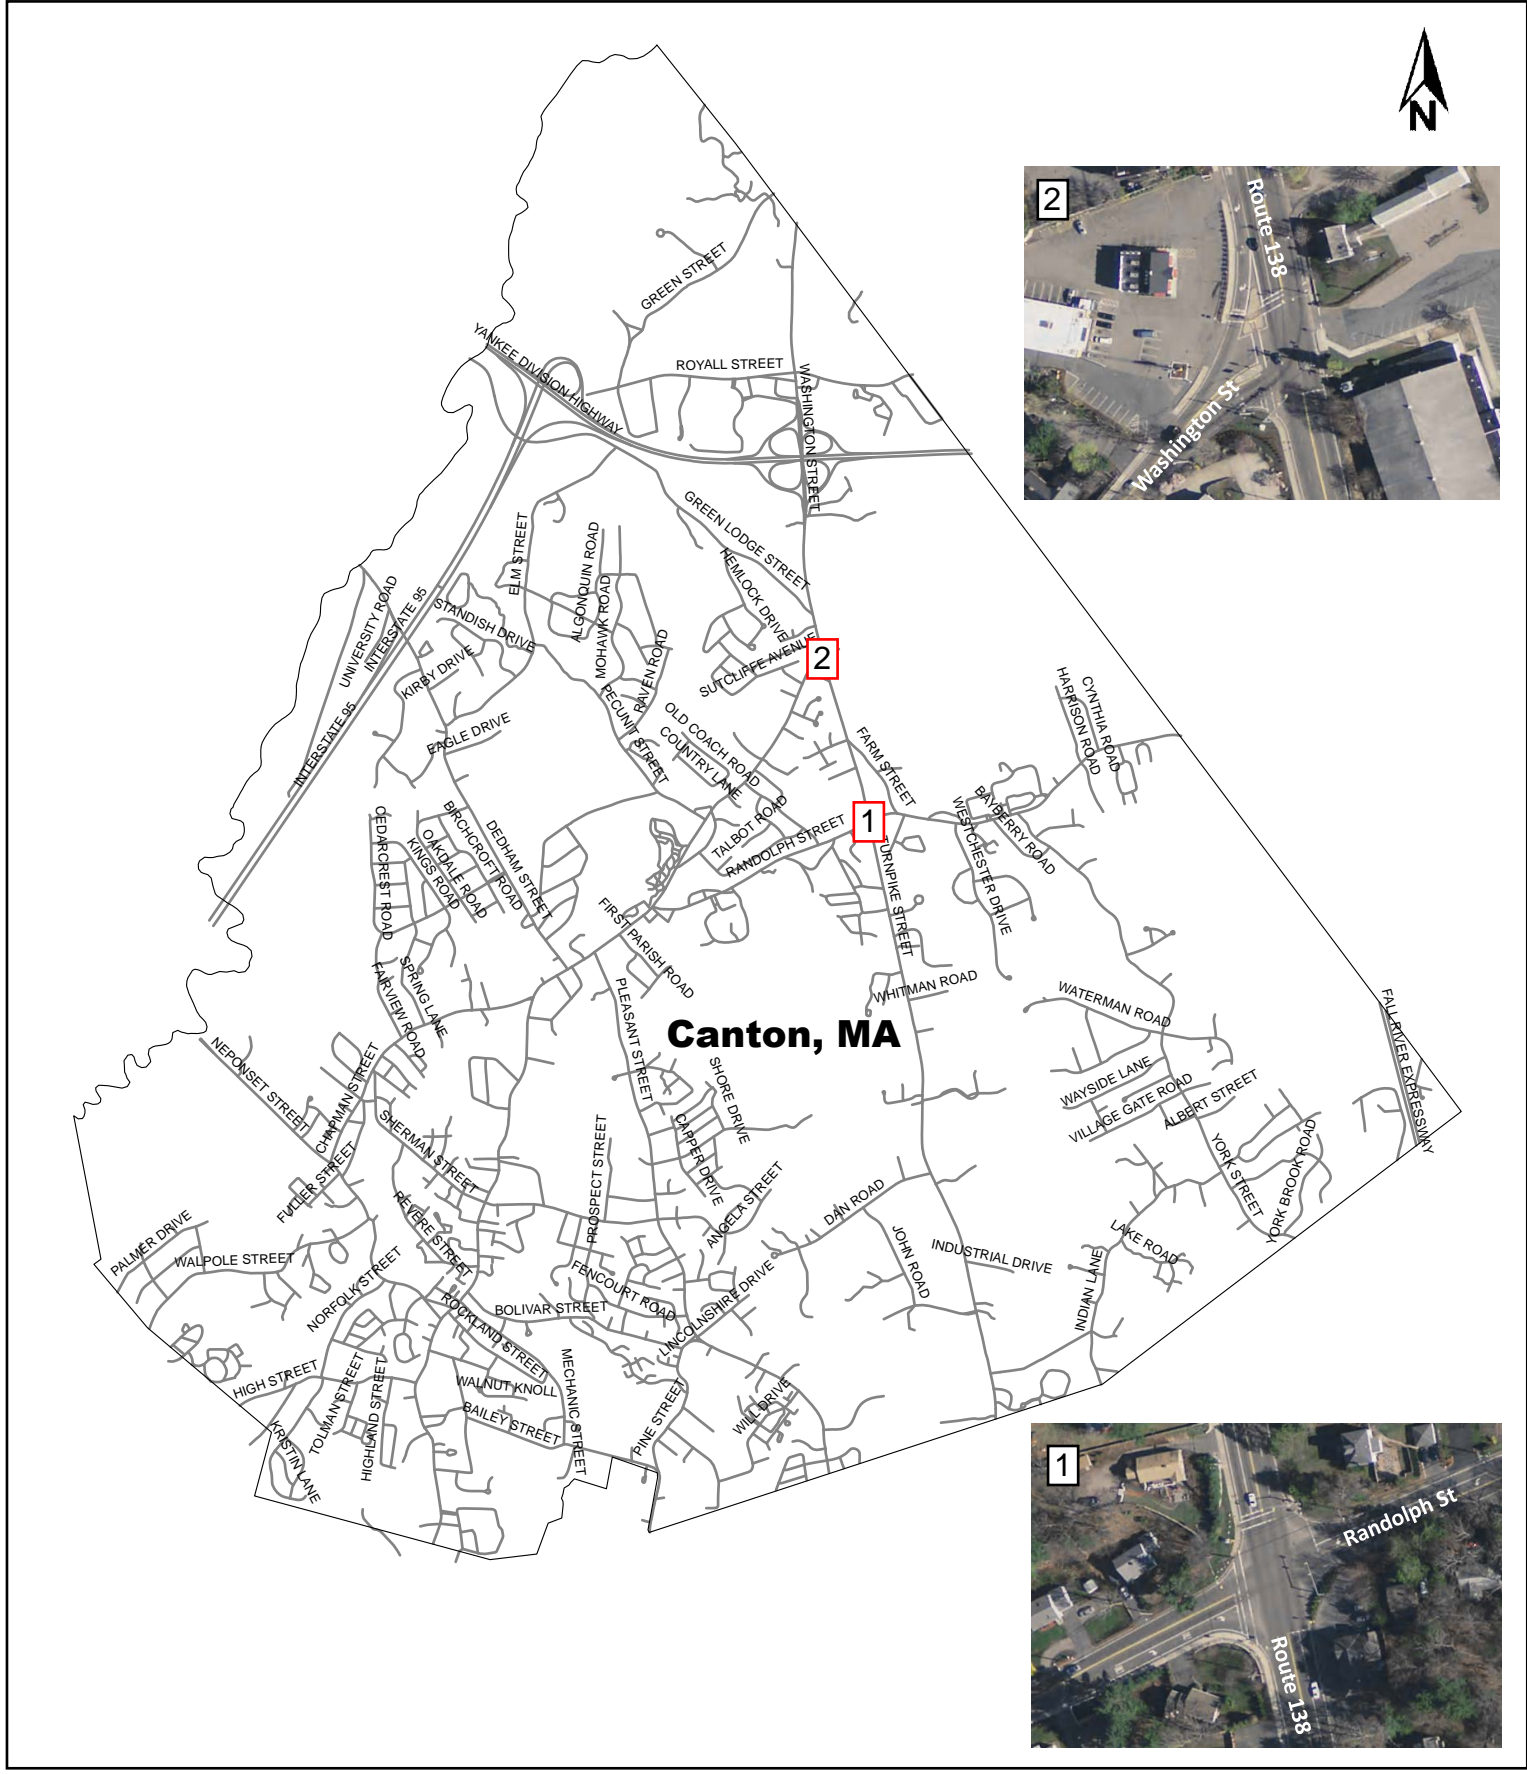 N
2
Route 138
Washington St
GREEN STREET
YANKEE DIVISION HIGHWAY
ROYALL STREET
WASHINGTON STREET
GREEN LODGE STREET
ELM STREET
ALGONQUIN ROAD
HEMLOCK DRIVE
MOHAWK ROAD
UNIVERSITY ROAD
INTERSTATE 95
STANDISH DRIVE
SUTCLIFFE AVENUE
2
KIRBY DRIVE
RAVEN ROAD
PECUNIT STREET
INTERSTATE 95
EAGLE DRIVE
OLD COACH ROAD
COUNTRY LANE
FARM STREET
HARRISON ROAD
CYNTHIA ROAD
CEDARCREST ROAD
BIRCHCROFT ROAD
OAKDALE ROAD
KINGS ROAD
DEDHAM STREET
TALBOT ROAD
RANDOLPH STREET
1
WESTCHESTER DRIVE
BAYBERRY ROAD
TURNPIKE STREET
FIRST PARISH ROAD
FAIRVIEW ROAD
SPRING LANE
PLEASANT STREET
WHITMAN ROAD
WATERMAN ROAD
FALL RIVER EXPRESSWAY
Canton, MA
NEPONSET STREET
CHAPMAN STREET
SHORE DRIVE
WAYSIDE LANE
VILLAGE GATE ROAD
ALBERT STREET
SHERMAN STREET
CAPPER DRIVE
PROSPECT STREET
FULLER STREET
YORK STREET
YORK BROOK ROAD
REVERE STREET
ANGELA STREET
DAN ROAD
PALMER DRIVE
WALPOLE STREET
JOHN ROAD
INDUSTRIAL DRIVE
LAKE ROAD
INDIAN LANE
NORFOLK STREET
FENCOURT ROAD
LINCOLNSHIRE DRIVE
ROCKLAND STREET
BOLIVAR STREET
HIGH STREET
TOLMAN STREET
HIGHLAND STREET
WALNUT KNOLL
MECHANIC STREET
BAILEY STREET
PINE STREET
WILL DRIVE
KRISTIN LANE
1
Randolph St
Route 138